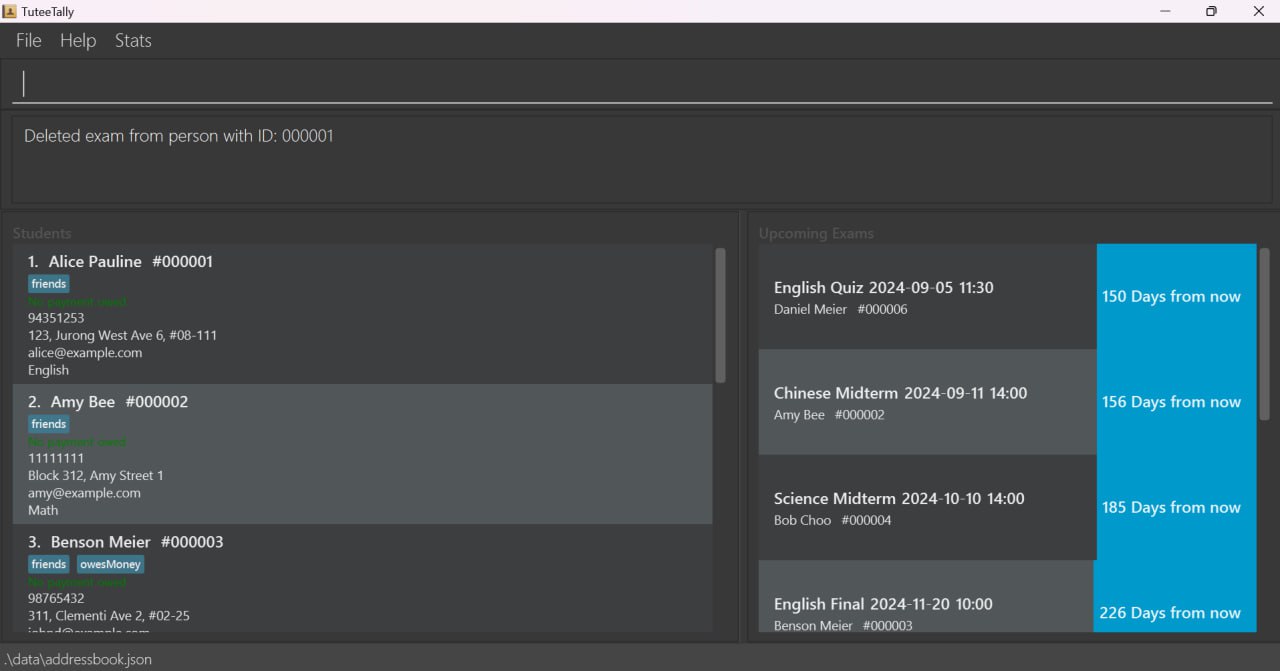 TuteeTally
File Help Stats
Deleted exam from person with ID: 000001
Students
1. Alice Pauline #000001
friends
No payment owed
94351253
123, Jurong West Ave 6, #08-111
alice@example.com
English
2. Amy Bee #000002
friends
No payment owed
11111111
Block 312, Amy Street 1
amy@example.com
Math
3. Benson Meier #000003
friends owesMoney
No payment owed
98765432
311, Clementi Ave 2, #02-25
johnd@example.com
Upcoming Exams
English Quiz 2024-09-05 11:30
Daniel Meier #000006
150 Days from now
Chinese Midterm 2024-09-11 14:00
Amy Bee #000002
156 Days from now
Science Midterm 2024-10-10 14:00
Bob Choo #000004
185 Days from now
English Final 2024-11-20 10:00
Benson Meier #000003
226 Days from now
.\data\addressbook.json